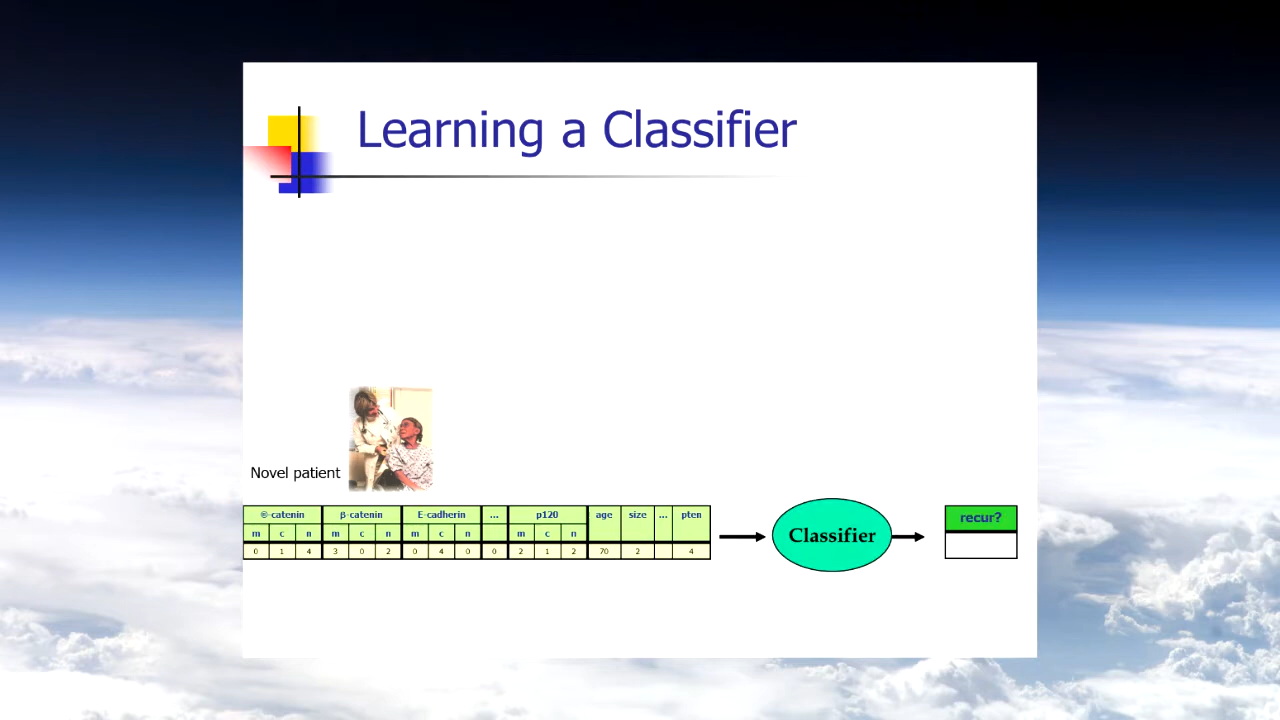 Learning a Classifier
Novel patient
©-catenin β-catenin E-cadherin ... p120 age size ... pten
m c n m c n m c n m c n
0 1 4 3 0 2 0 4 0 0 2 1 2 70 2 4
Classifier
recur?